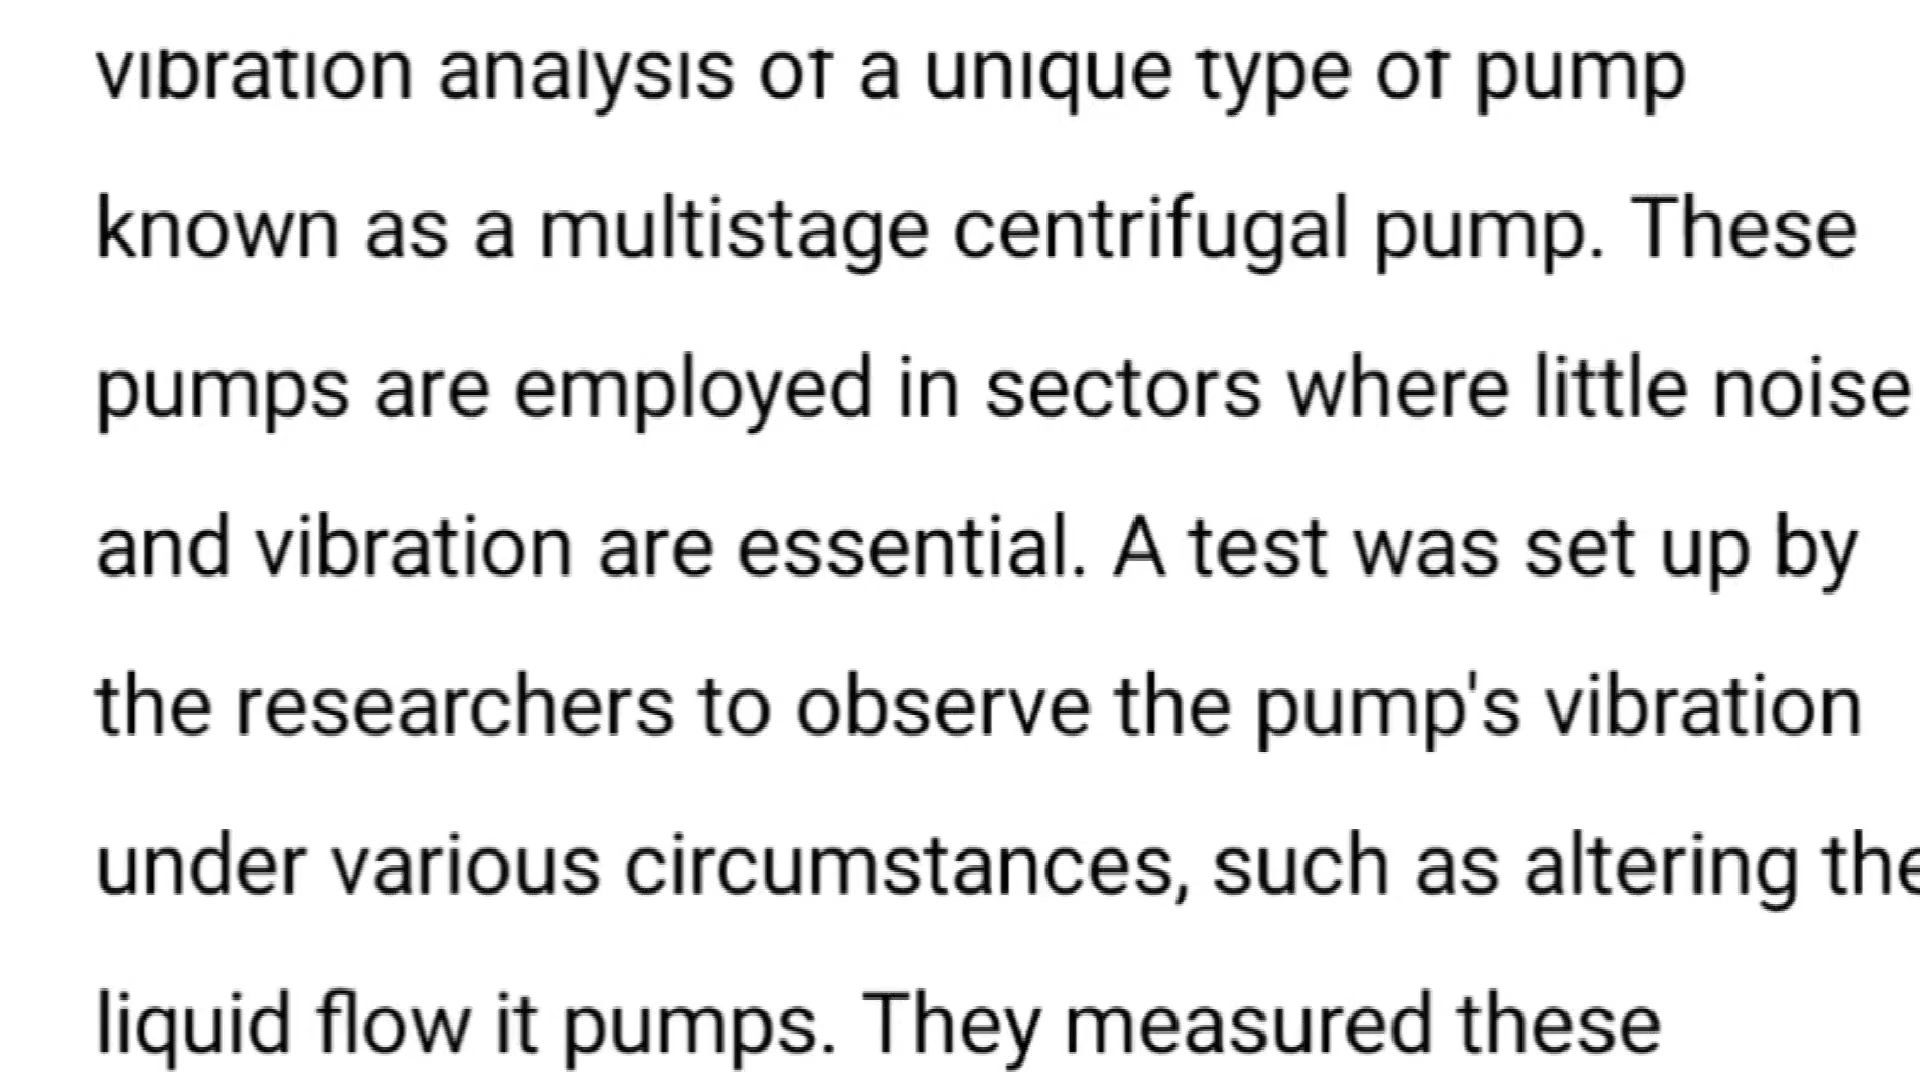 vibration analysis of a unique type of pump
known as a multistage centrifugal pump. These
pumps are employed in sectors where little noise
and vibration are essential. A test was set up by
the researchers to observe the pump's vibration
under various circumstances, such as altering the
liquid flow it pumps. They measured these